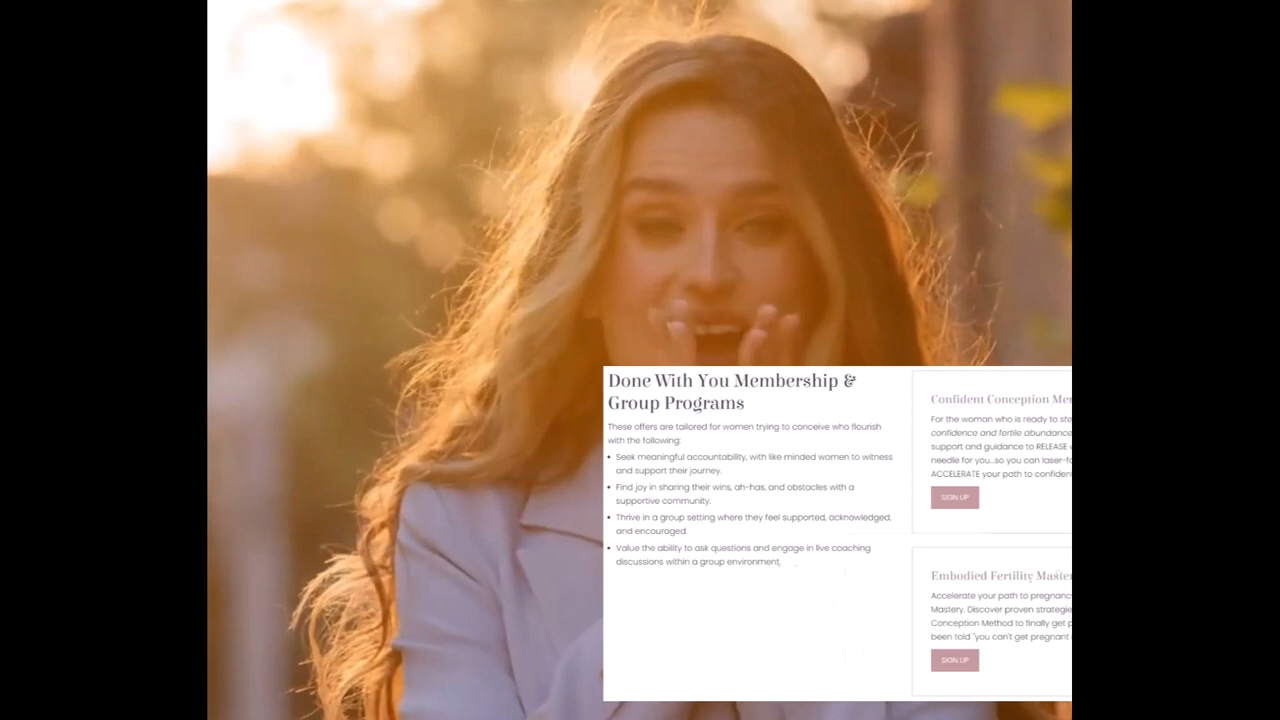 Done With You Membership &
Group Programs
These offers are tailored for women trying to conceive who flourish
with the following:
• Seek meaningful accountability, with like minded women to witness
and support their journey.
• Find joy in sharing their wins, ah-has, and obstacles with a
supportive community.
• Thrive in a group setting where they feel supported, acknowledged,
and encouraged.
• Value the ability to ask questions and engage in live coaching
discussions within a group environment.
Confident Conception
For the woman who is ready to
confidence and fertile abundance
support and guidance to RELEASE
needle for you...so you can
ACCELERATE your path to
SIGN UP
Embodied Fertility
Accelerate your path to
Mastery. Discover proven
Conception Method to finally get
been told "you can't get pregnant
SIGN UP